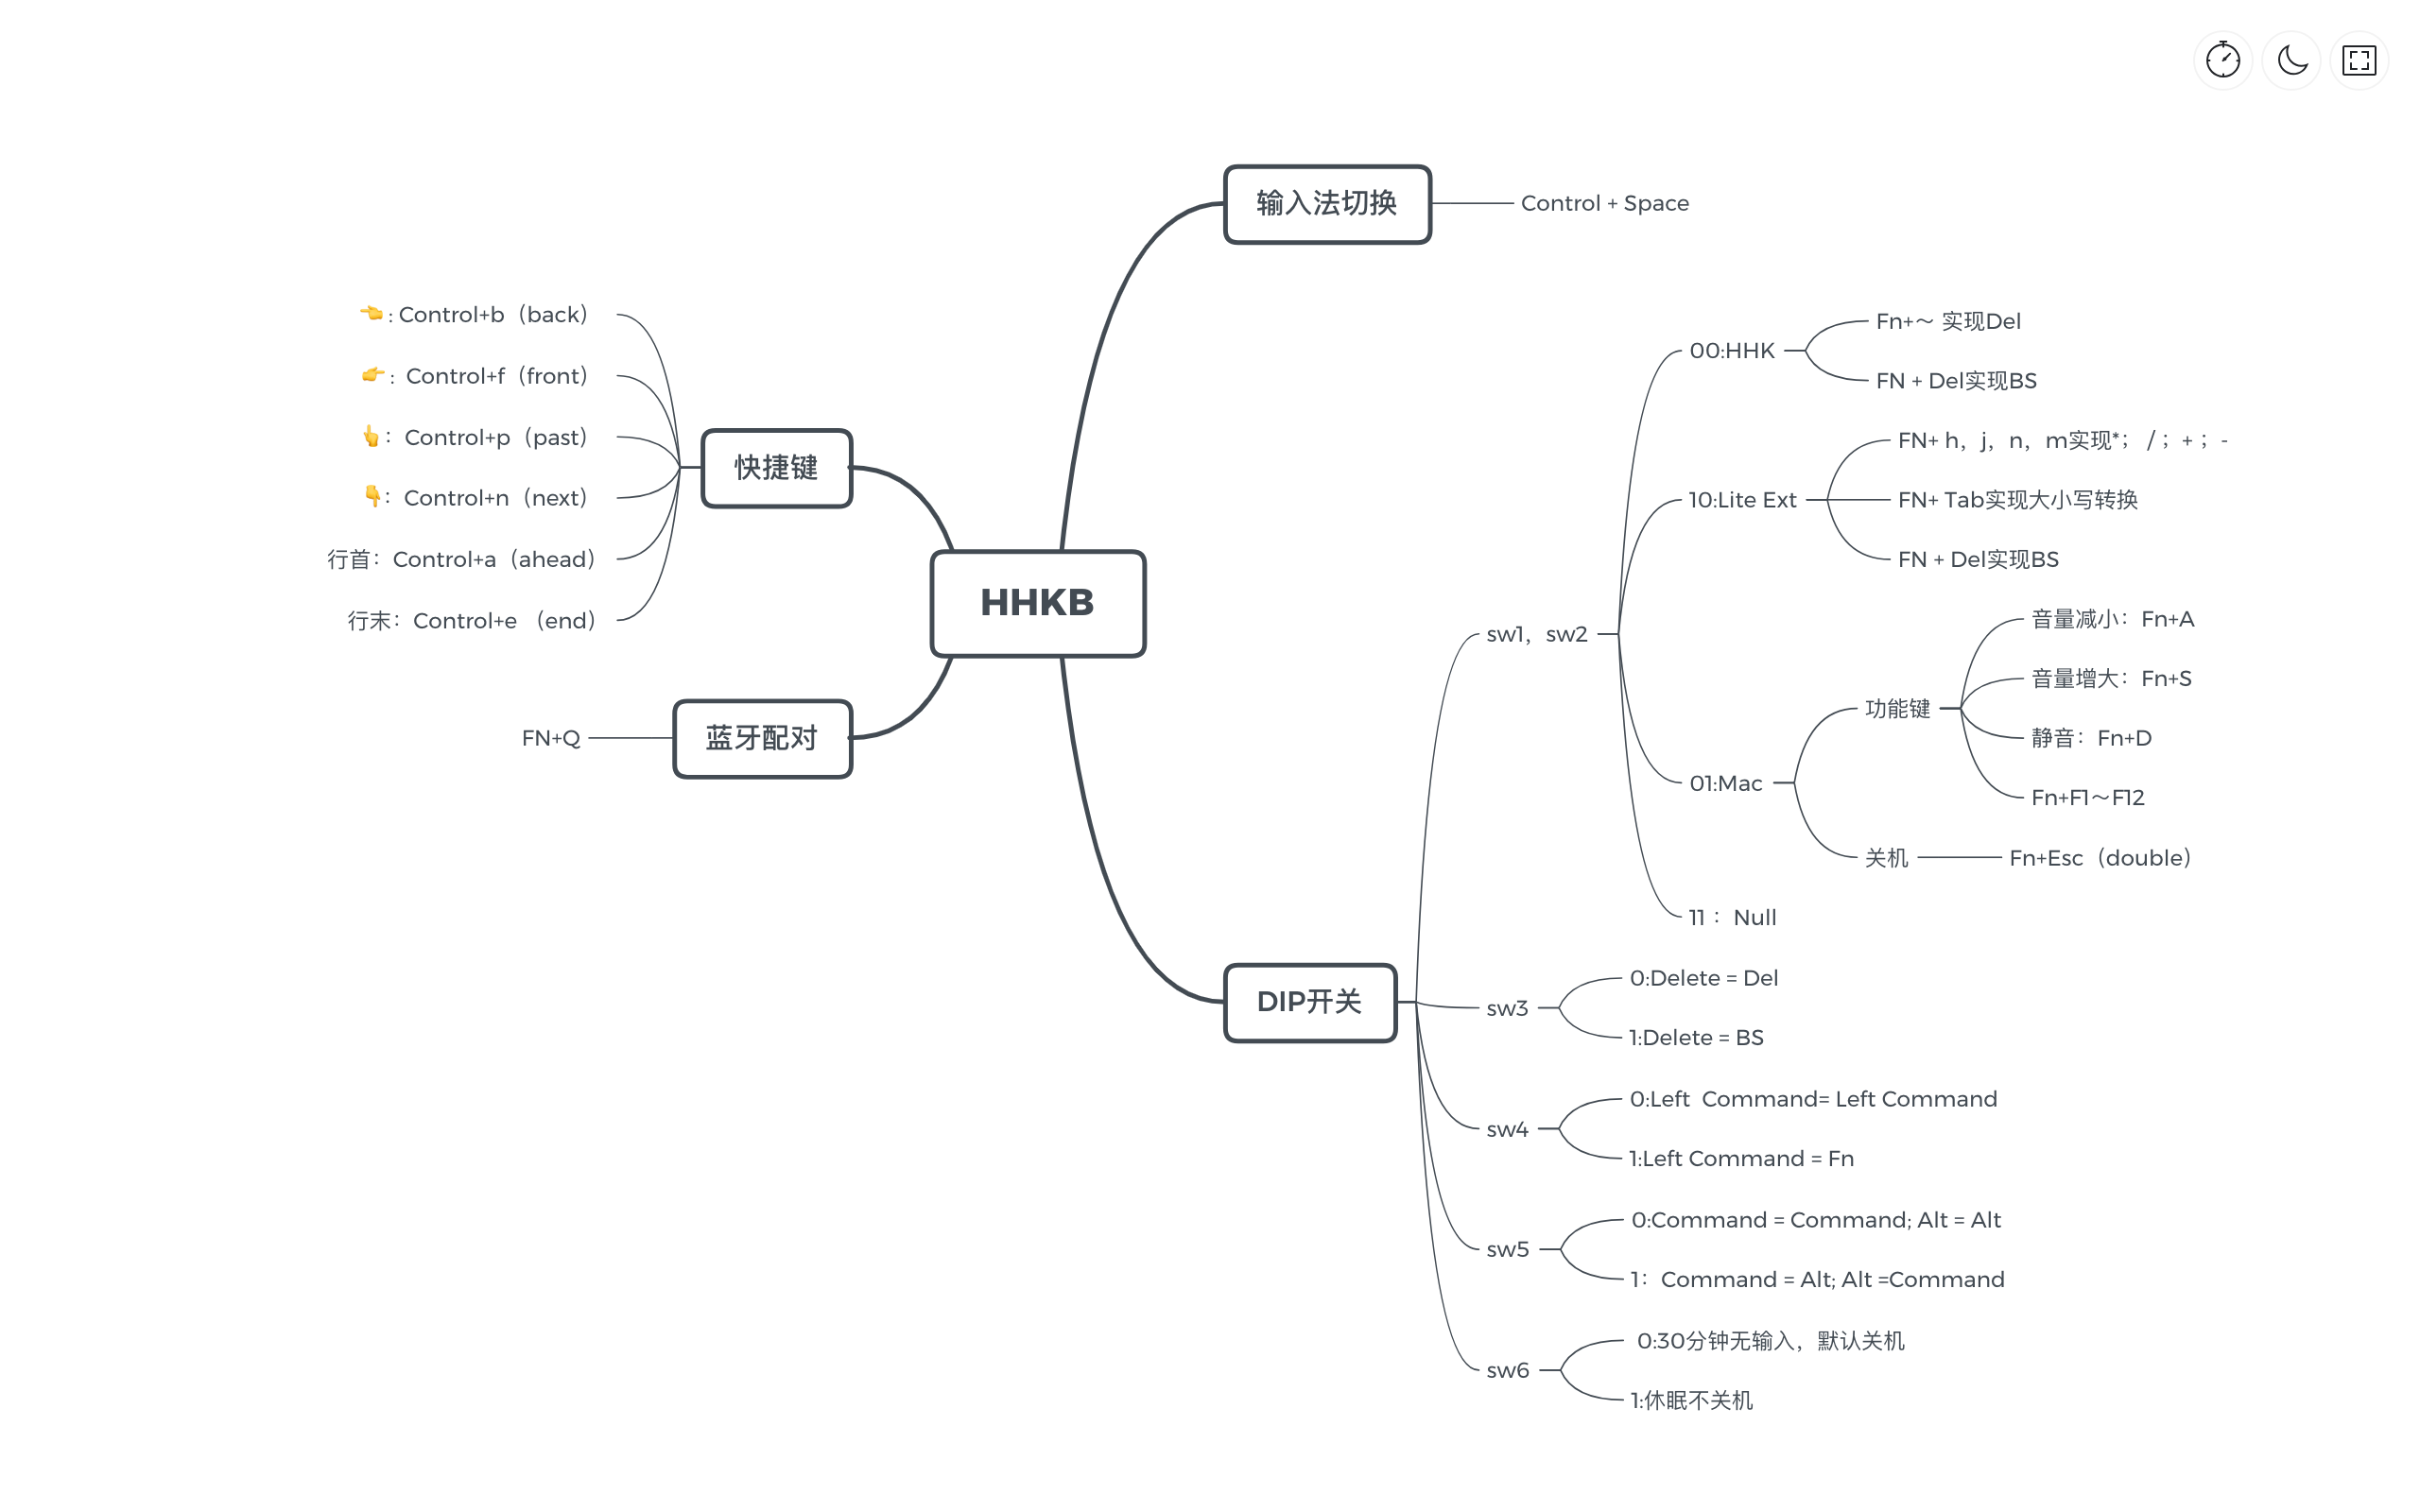 HHKB
输入法切换
Control + Space
快捷键
👈: Control+b（back）
👉： Control+f（front）
👆： Control+p（past）
👇： Control+n（next）
行首：Control+a（ahead）
行末：Control+e （end）
蓝牙配对
FN+Q
DIP开关
sw1，sw2
00:HHK
Fn+～ 实现Del
FN + Del实现BS
10:Lite Ext
FN+ h，j，n，m实现*； /；+；-
FN+ Tab实现大小写转换
FN + Del实现BS
01:Mac
功能键
音量减小：Fn+A
音量增大：Fn+S
静音：Fn+D
Fn+F1～F12
关机
Fn+Esc（double）
11： Null
sw3
0:Delete = Del
1:Delete = BS
sw4
0:Left  Command= Left Command
1:Left Command = Fn
sw5
0:Command = Command; Alt = Alt
1：Command = Alt; Alt =Command
sw6
0:30分钟无输入，默认关机
1:休眠不关机